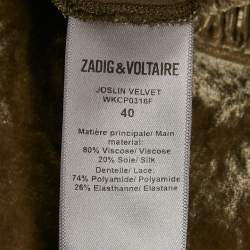 ZADIG&VOLTAIRE
JOSLIN VELVET
WKCP0316F
40
Matière principale/ Main
material:
80% Viscose/ Viscose
20% Soie/ Silk
Dentelle/ Lace:
74% Polyamide/ Polyamide
26% Elasthane/ Elastane